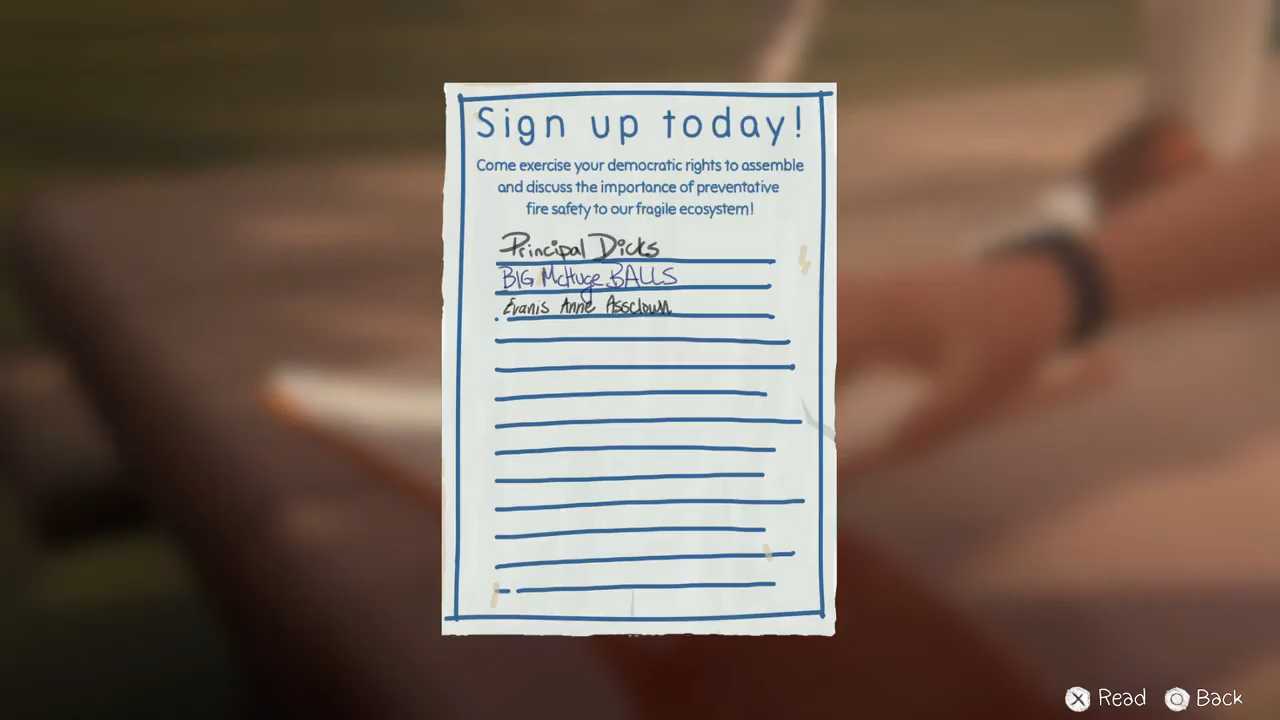 Sign up today!
Come exercise your democratic rights to assemble
and discuss the importance of preventative
fire safety to our fragile ecosystem!
Principal Dicks
BIG McHuge BALLS
Evanis Anne Assclown
Read Back